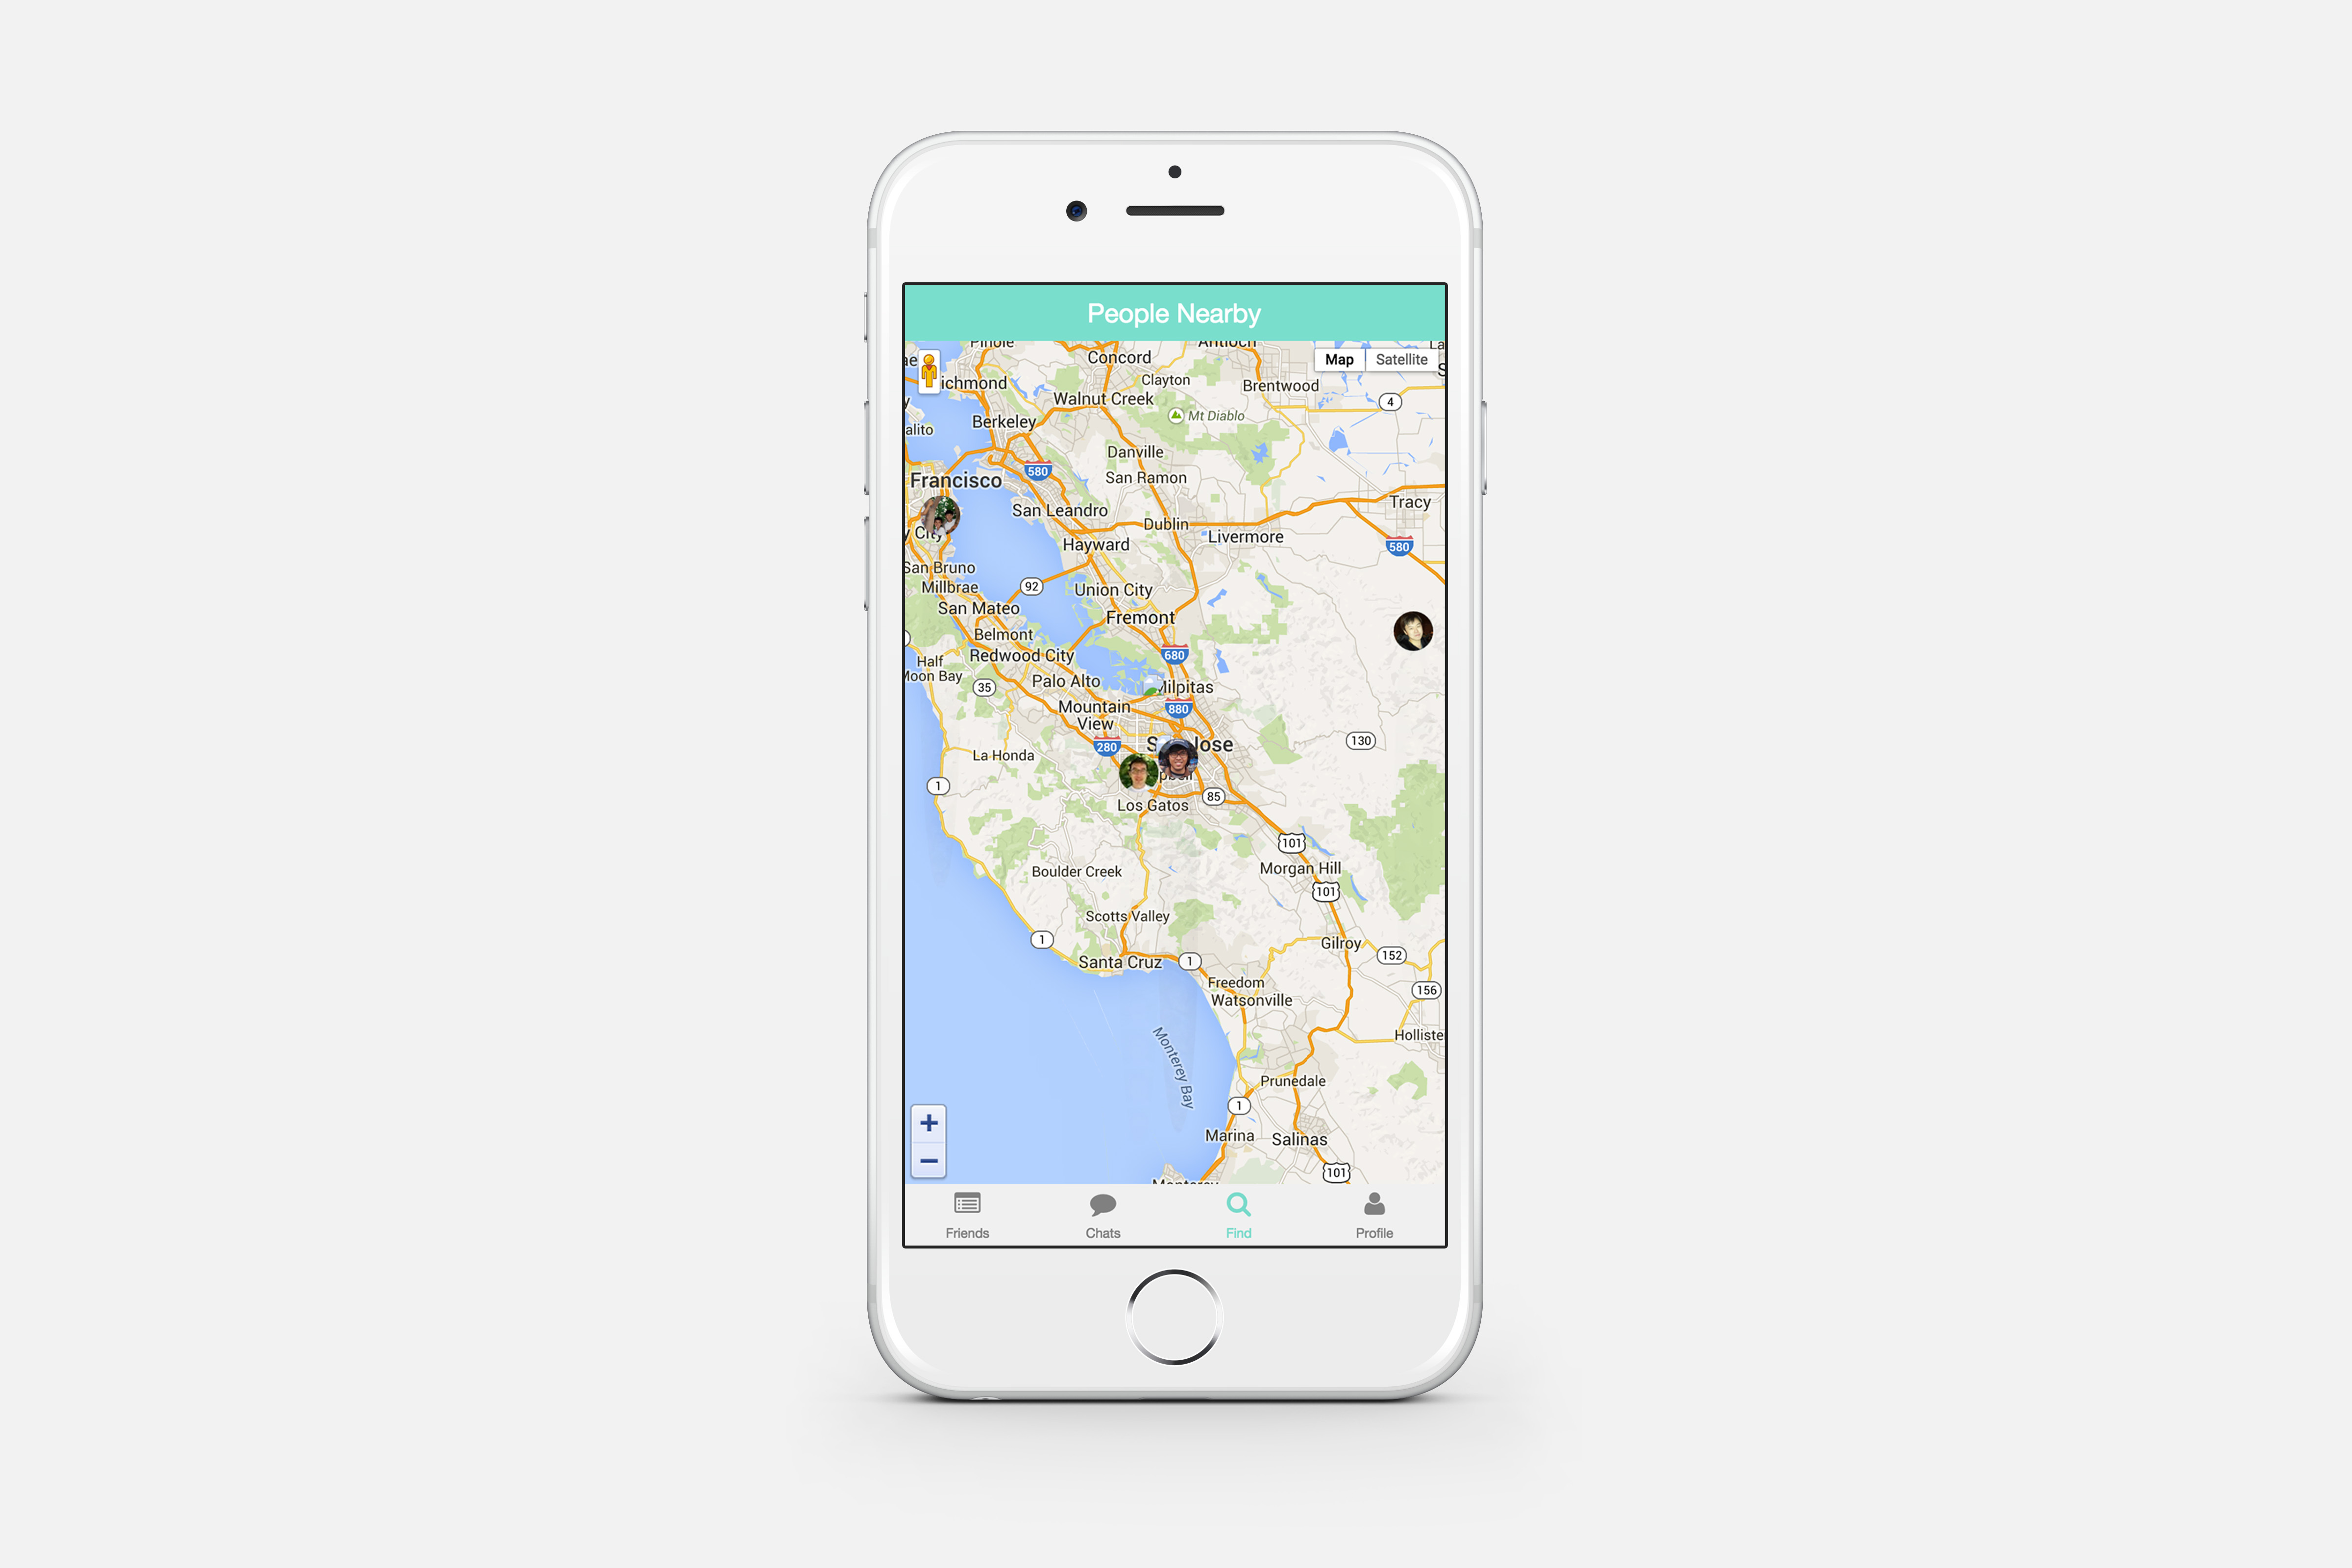 People Nearby
Map
Satellite
Concord
Clayton
Brentwood
ichmond
4
Walnut Creek
Mt Diablo
Berkeley
alito
Danville
580
San Ramon
Francisco
Tracy
San Leandro
Dublin
y City
Livermore
Hayward
580
San Bruno
92
Millbrae
Union City
San Mateo
Fremont
Belmont
Redwood City
680
Half
Moon Bay
Palo Alto
35
Milpitas
Mountain
View
880
130
280
S
Jose
La Honda
pbell
1
85
Los Gatos
101
Morgan Hill
Boulder Creek
101
Scotts Valley
1
Gilroy
152
Santa Cruz
1
Freedom
156
Watsonville
Holliste
Monterey Bay
Prunedale
1
Marina
Salinas
101
Friends
Chats
Find
Profile